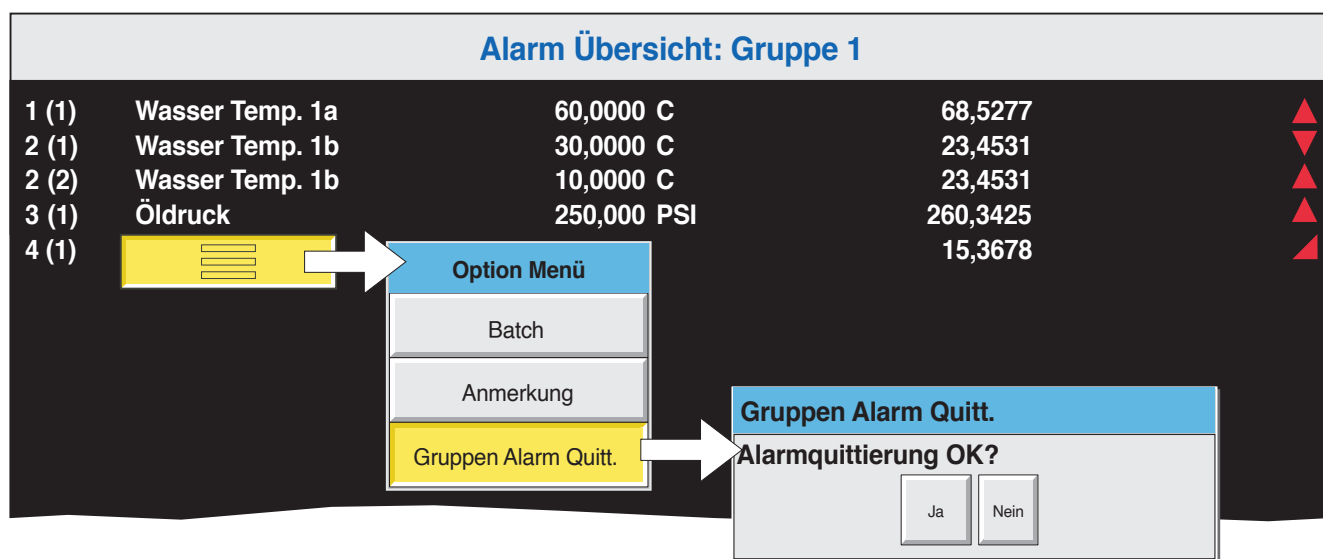 Alarm Übersicht: Gruppe 1
1 (1) Wasser Temp. 1a 60,0000 C 68,5277
2 (1) Wasser Temp. 1b 30,0000 C 23,4531
2 (2) Wasser Temp. 1b 10,0000 C 23,4531
3 (1) Öldruck 250,000 PSI 260,3425
4 (1) 15,3678
Option Menü
Batch
Anmerkung
Gruppen Alarm Quitt.
Gruppen Alarm Quitt.
Alarmquittierung OK?
Ja Nein